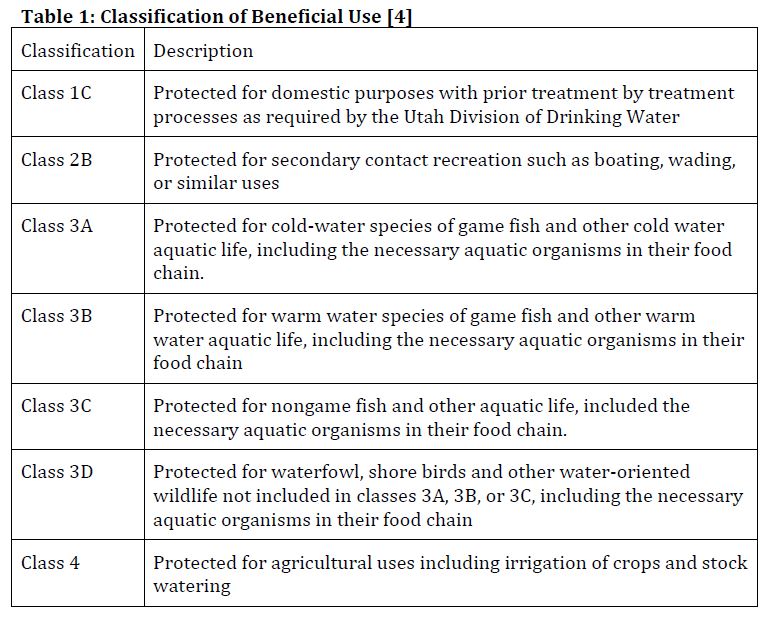 Table 1: Classification of Beneficial Use [4]
Classification Description
Class 1C Protected for domestic purposes with prior treatment by treatment
processes as required by the Utah Division of Drinking Water
Class 2B Protected for secondary contact recreation such as boating, wading,
or similar uses
Class 3A Protected for cold-water species of game fish and other cold water
aquatic life, including the necessary aquatic organisms in their food
chain.
Class 3B Protected for warm water species of game fish and other warm
water aquatic life, including the necessary aquatic organisms in their
food chain
Class 3C Protected for nongame fish and other aquatic life, included the
necessary aquatic organisms in their food chain.
Class 3D Protected for waterfowl, shore birds and other water-oriented
wildlife not included in classes 3A, 3B, or 3C, including the necessary
aquatic organisms in their food chain
Class 4 Protected for agricultural uses including irrigation of crops and stock
watering